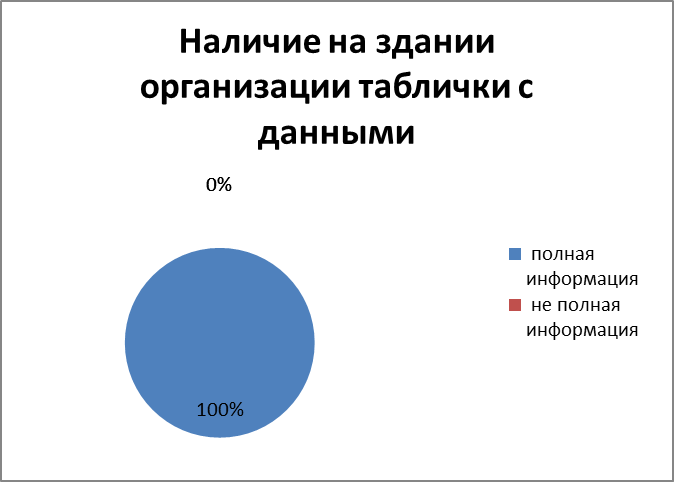 Наличие на здании
организации таблички с
данными
0%
100%
полная
информация
не полная
информация